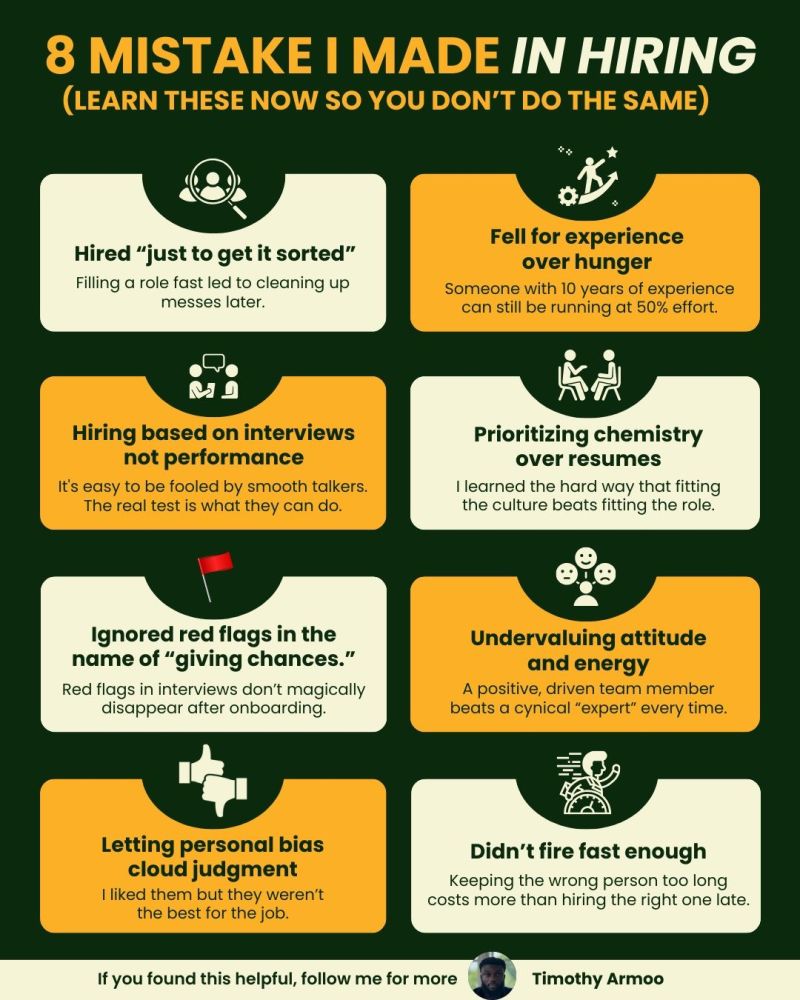 8 MISTAKE I MADE IN HIRING
(LEARN THESE NOW SO YOU DON'T DO THE SAME)
Hired “just to get it sorted”
Filling a role fast led to cleaning up
messes later.
Fell for experience
over hunger
Someone with 10 years of experience
can still be running at 50% effort.
Hiring based on interviews
not performance
It's easy to be fooled by smooth talkers.
The real test is what they can do.
Prioritizing chemistry
over resumes
I learned the hard way that fitting
the culture beats fitting the role.
Ignored red flags in the
name of “giving chances.”
Red flags in interviews don’t magically
disappear after onboarding.
Undervaluing attitude
and energy
A positive, driven team member
beats a cynical “expert” every time.
Letting personal bias
cloud judgment
I liked them but they weren’t
the best for the job.
Didn’t fire fast enough
Keeping the wrong person too long
costs more than hiring the right one late.
If you found this helpful, follow me for more Timothy Armoo